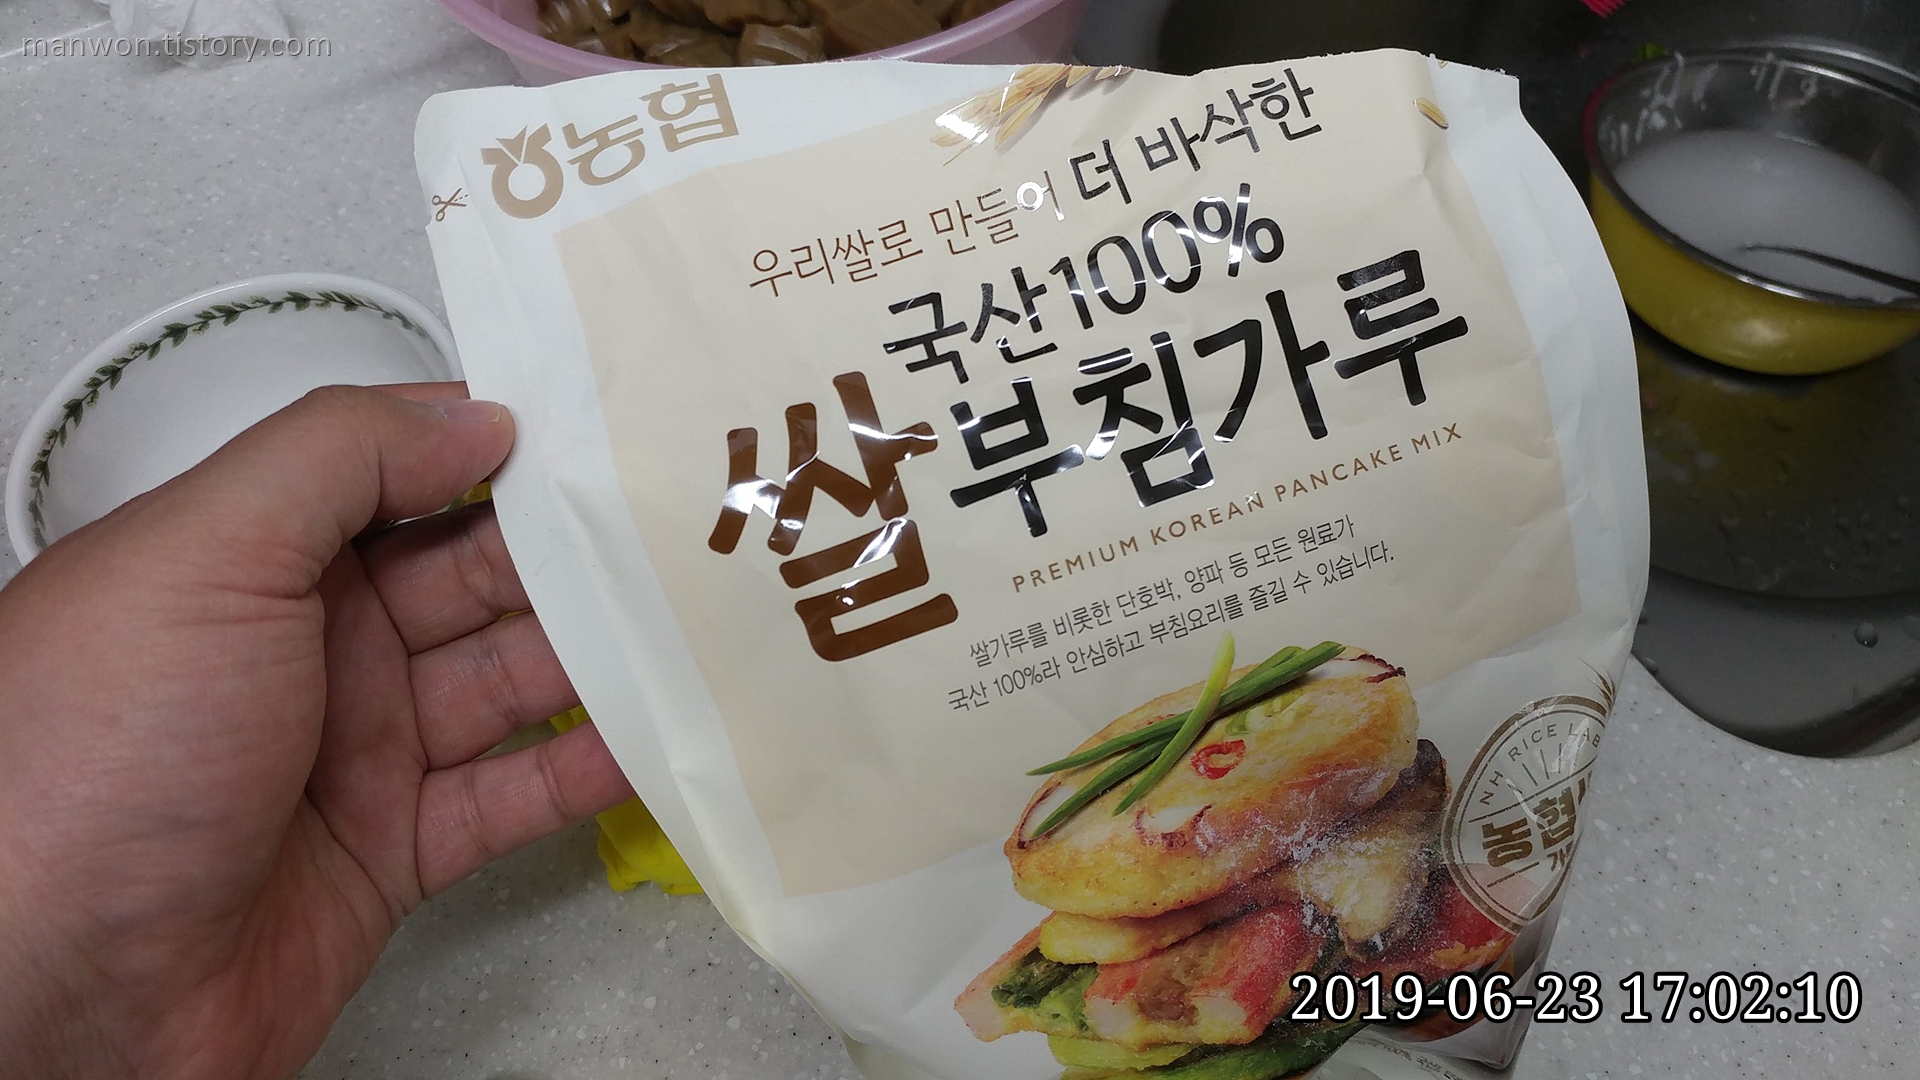 manwon.tistory.com
농협
우리쌀로 만들어 더 바삭한
국산100%
쌀부침가루
PREMIUM KOREAN PANCAKE MIX
쌀가루를 비롯한 단호박, 양파 등 모든 원료가
국산 100%라 안심하고 부침요리를 즐길 수 있습니다.
NH RICE LAB
농협
2019-06-23 17:02:10